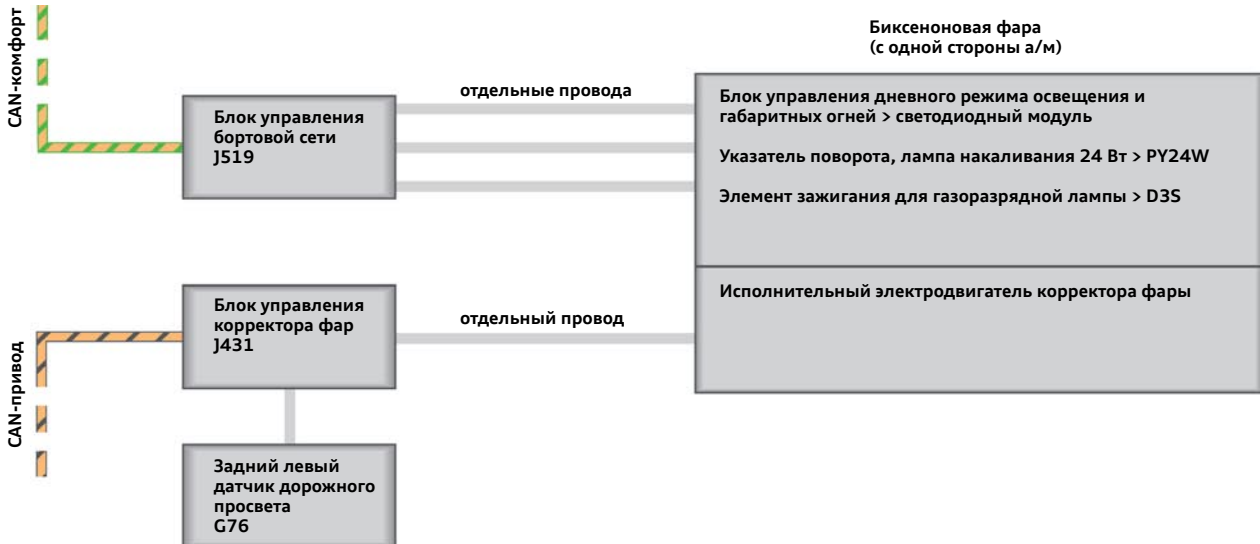 CAN-комфорт
Биксеноновая фара
(с одной стороны а/м)
отдельные провода
Блок управления
бортовой сети
J519
Блок управления дневного режима освещения и
габаритных огней > светодиодный модуль
Указатель поворота, лампа накаливания 24 Вт > PY24W
Элемент зажигания для газоразрядной лампы > D3S
CAN-привод
Блок управления
корректора фар
J431
отдельный провод
Исполнительный электродвигатель корректора фары
Задний левый
датчик дорожного
просвета
G76